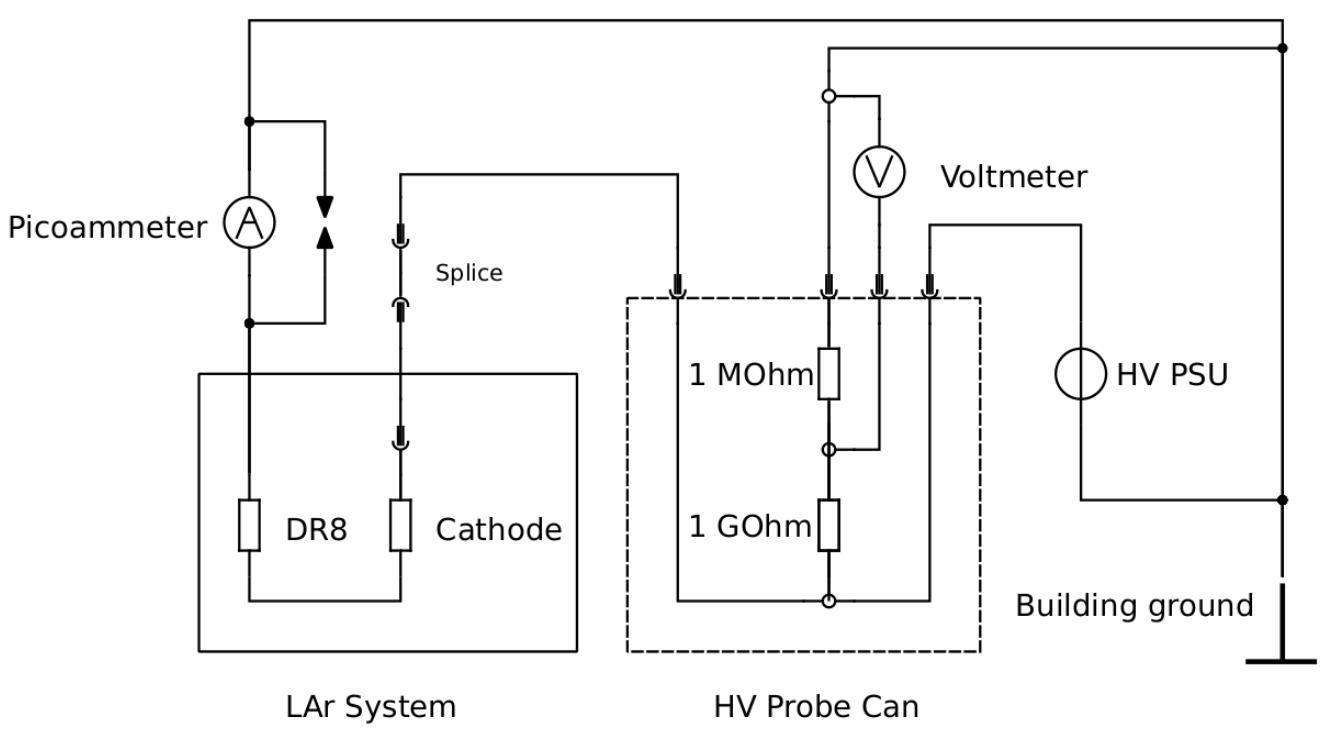 Voltmeter
Picoammeter
A
V
Splice
1 MOhm
HV PSU
DR8
Cathode
1 GOhm
Building ground
LAr System
HV Probe Can